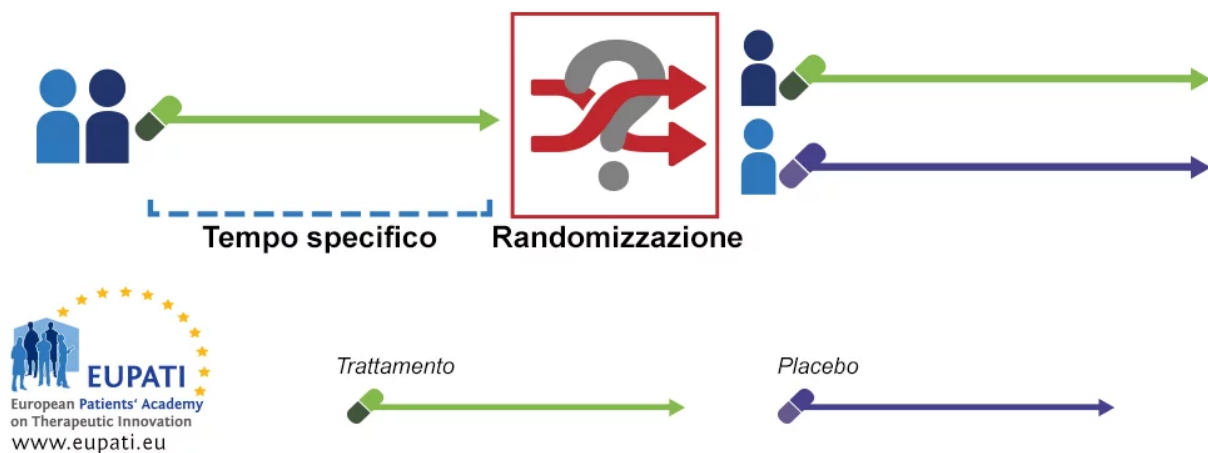 Tempo specifico
Randomizzazione
EUPATI
European Patients' Academy
on Therapeutic Innovation
www.eupati.eu
Trattamento
Placebo